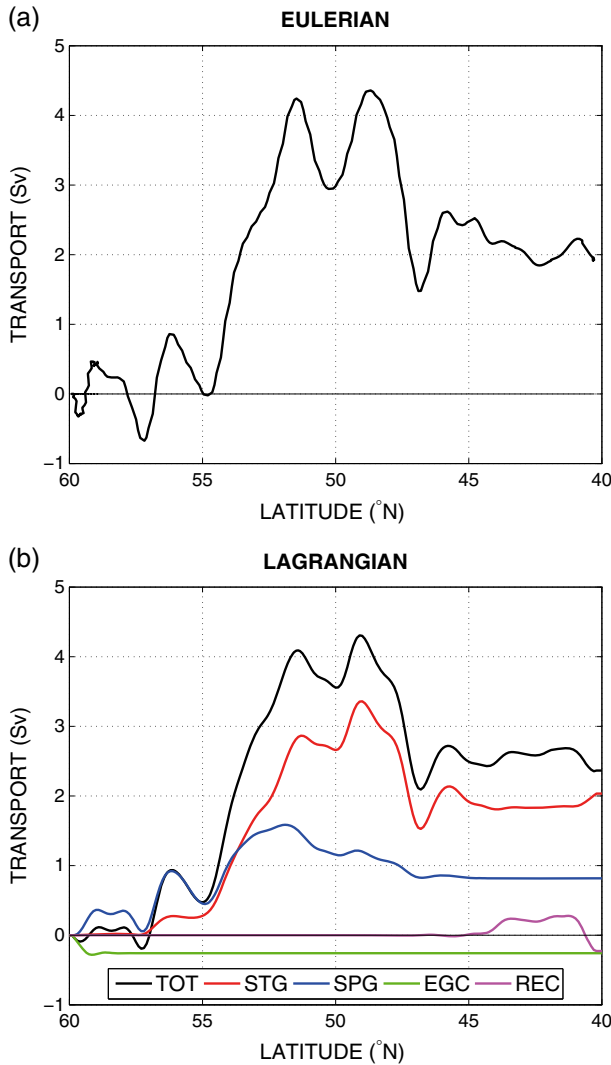 (a)
EULERIAN
5
4
3
2
1
0
−1
TRANSPORT (Sv)
60
55
50
45
40
LATITUDE (°N)
(b)
LAGRANGIAN
5
4
3
2
1
0
−1
TRANSPORT (Sv)
TOT STG SPG EGC REC
60
55
50
45
40
LATITUDE (°N)